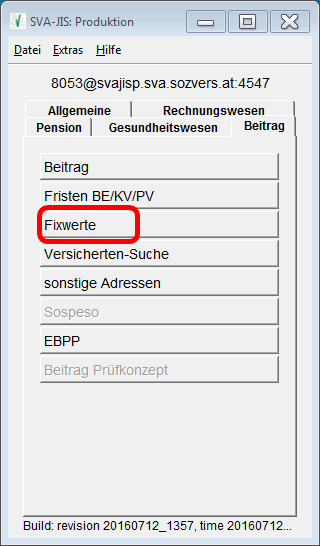 SVA-JIS: Produktion
Datei Extras Hilfe
8053@svajisp.sva.sozvers.at:4547
Allgemeine Rechnungswesen
Pension Gesundheitswesen Beitrag
Beitrag
Fristen BE/KV/PV
Fixwerte
Versicherten-Suche
sonstige Adressen
Sospeso
EBPP
Beitrag Prüfkonzept
Build: revision 20160712_1357, time 20160712...